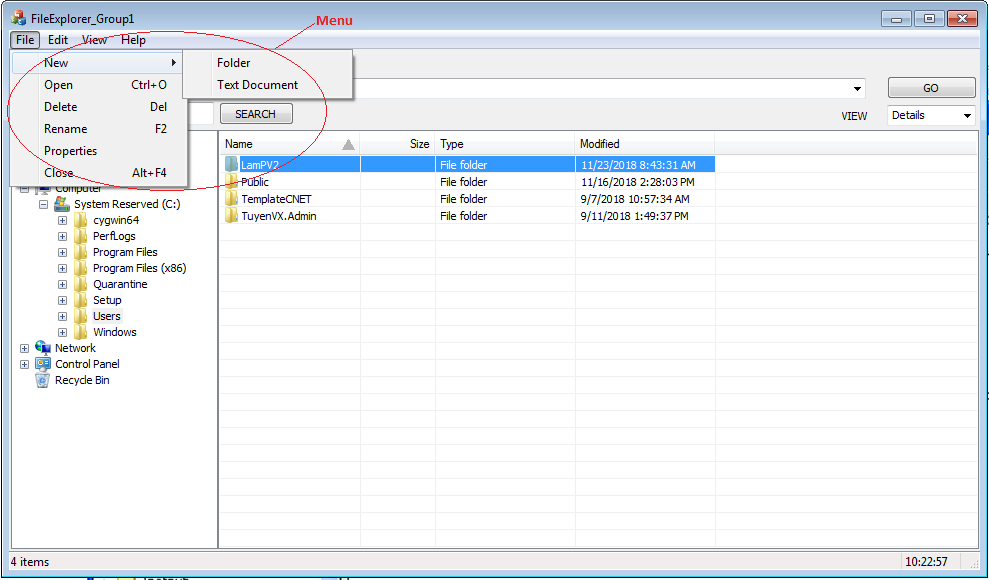 FileExplorer_Group1
Menu
File Edit View Help
New
Folder
Open Ctrl+O
Text Document
Delete Del
Rename F2
Properties
Close Alt+F4
GO
SEARCH
VIEW Details
Name Size Type Modified
LamPV2 File folder 11/23/2018 8:43:31 AM
Public File folder 11/16/2018 2:28:03 PM
TemplateCNET File folder 9/7/2018 10:57:34 AM
TuyenVX.Admin File folder 9/11/2018 1:49:37 PM
Computer
System Reserved (C:)
cygwin64
PerfLogs
Program Files
Program Files (x86)
Quarantine
Setup
Users
Windows
Network
Control Panel
Recycle Bin
4 items
10:22:57